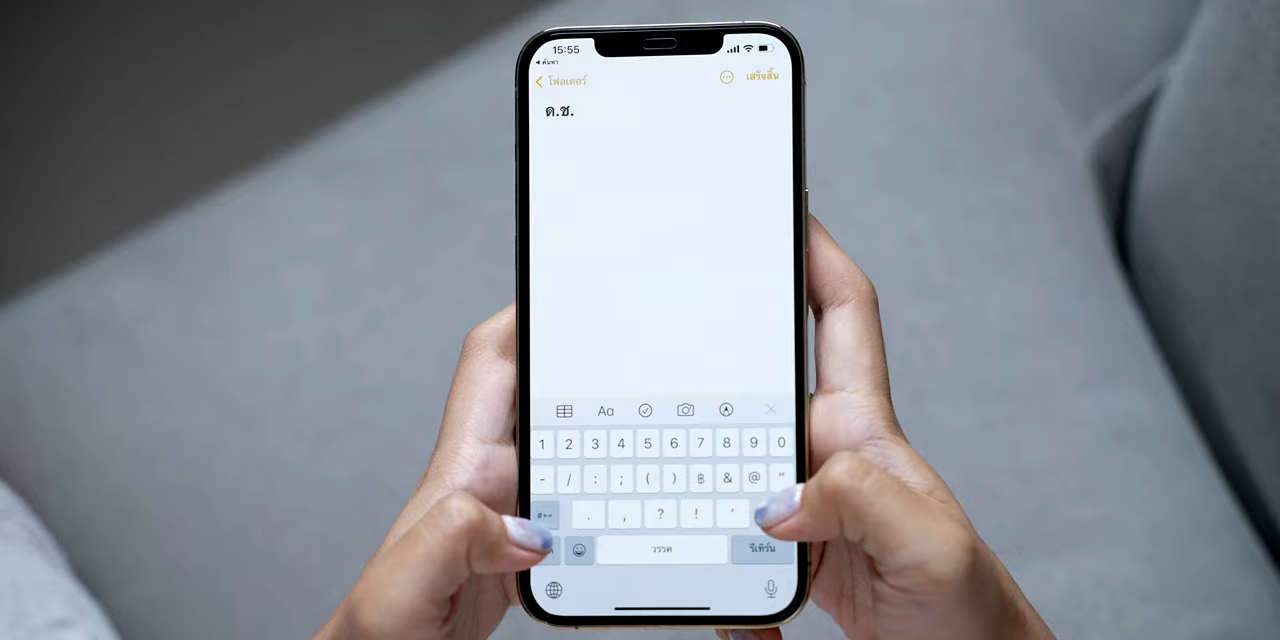 15:55
◀ ค้นหา
โฟลเดอร์ เสร็จสิ้น
ด.ช.
Aa
1 2 3 4 5 6 7 8 9 0
- / : ; ( ) ฿ & @ "
#+= . , ? ! '
วรรค รีเทิร์น